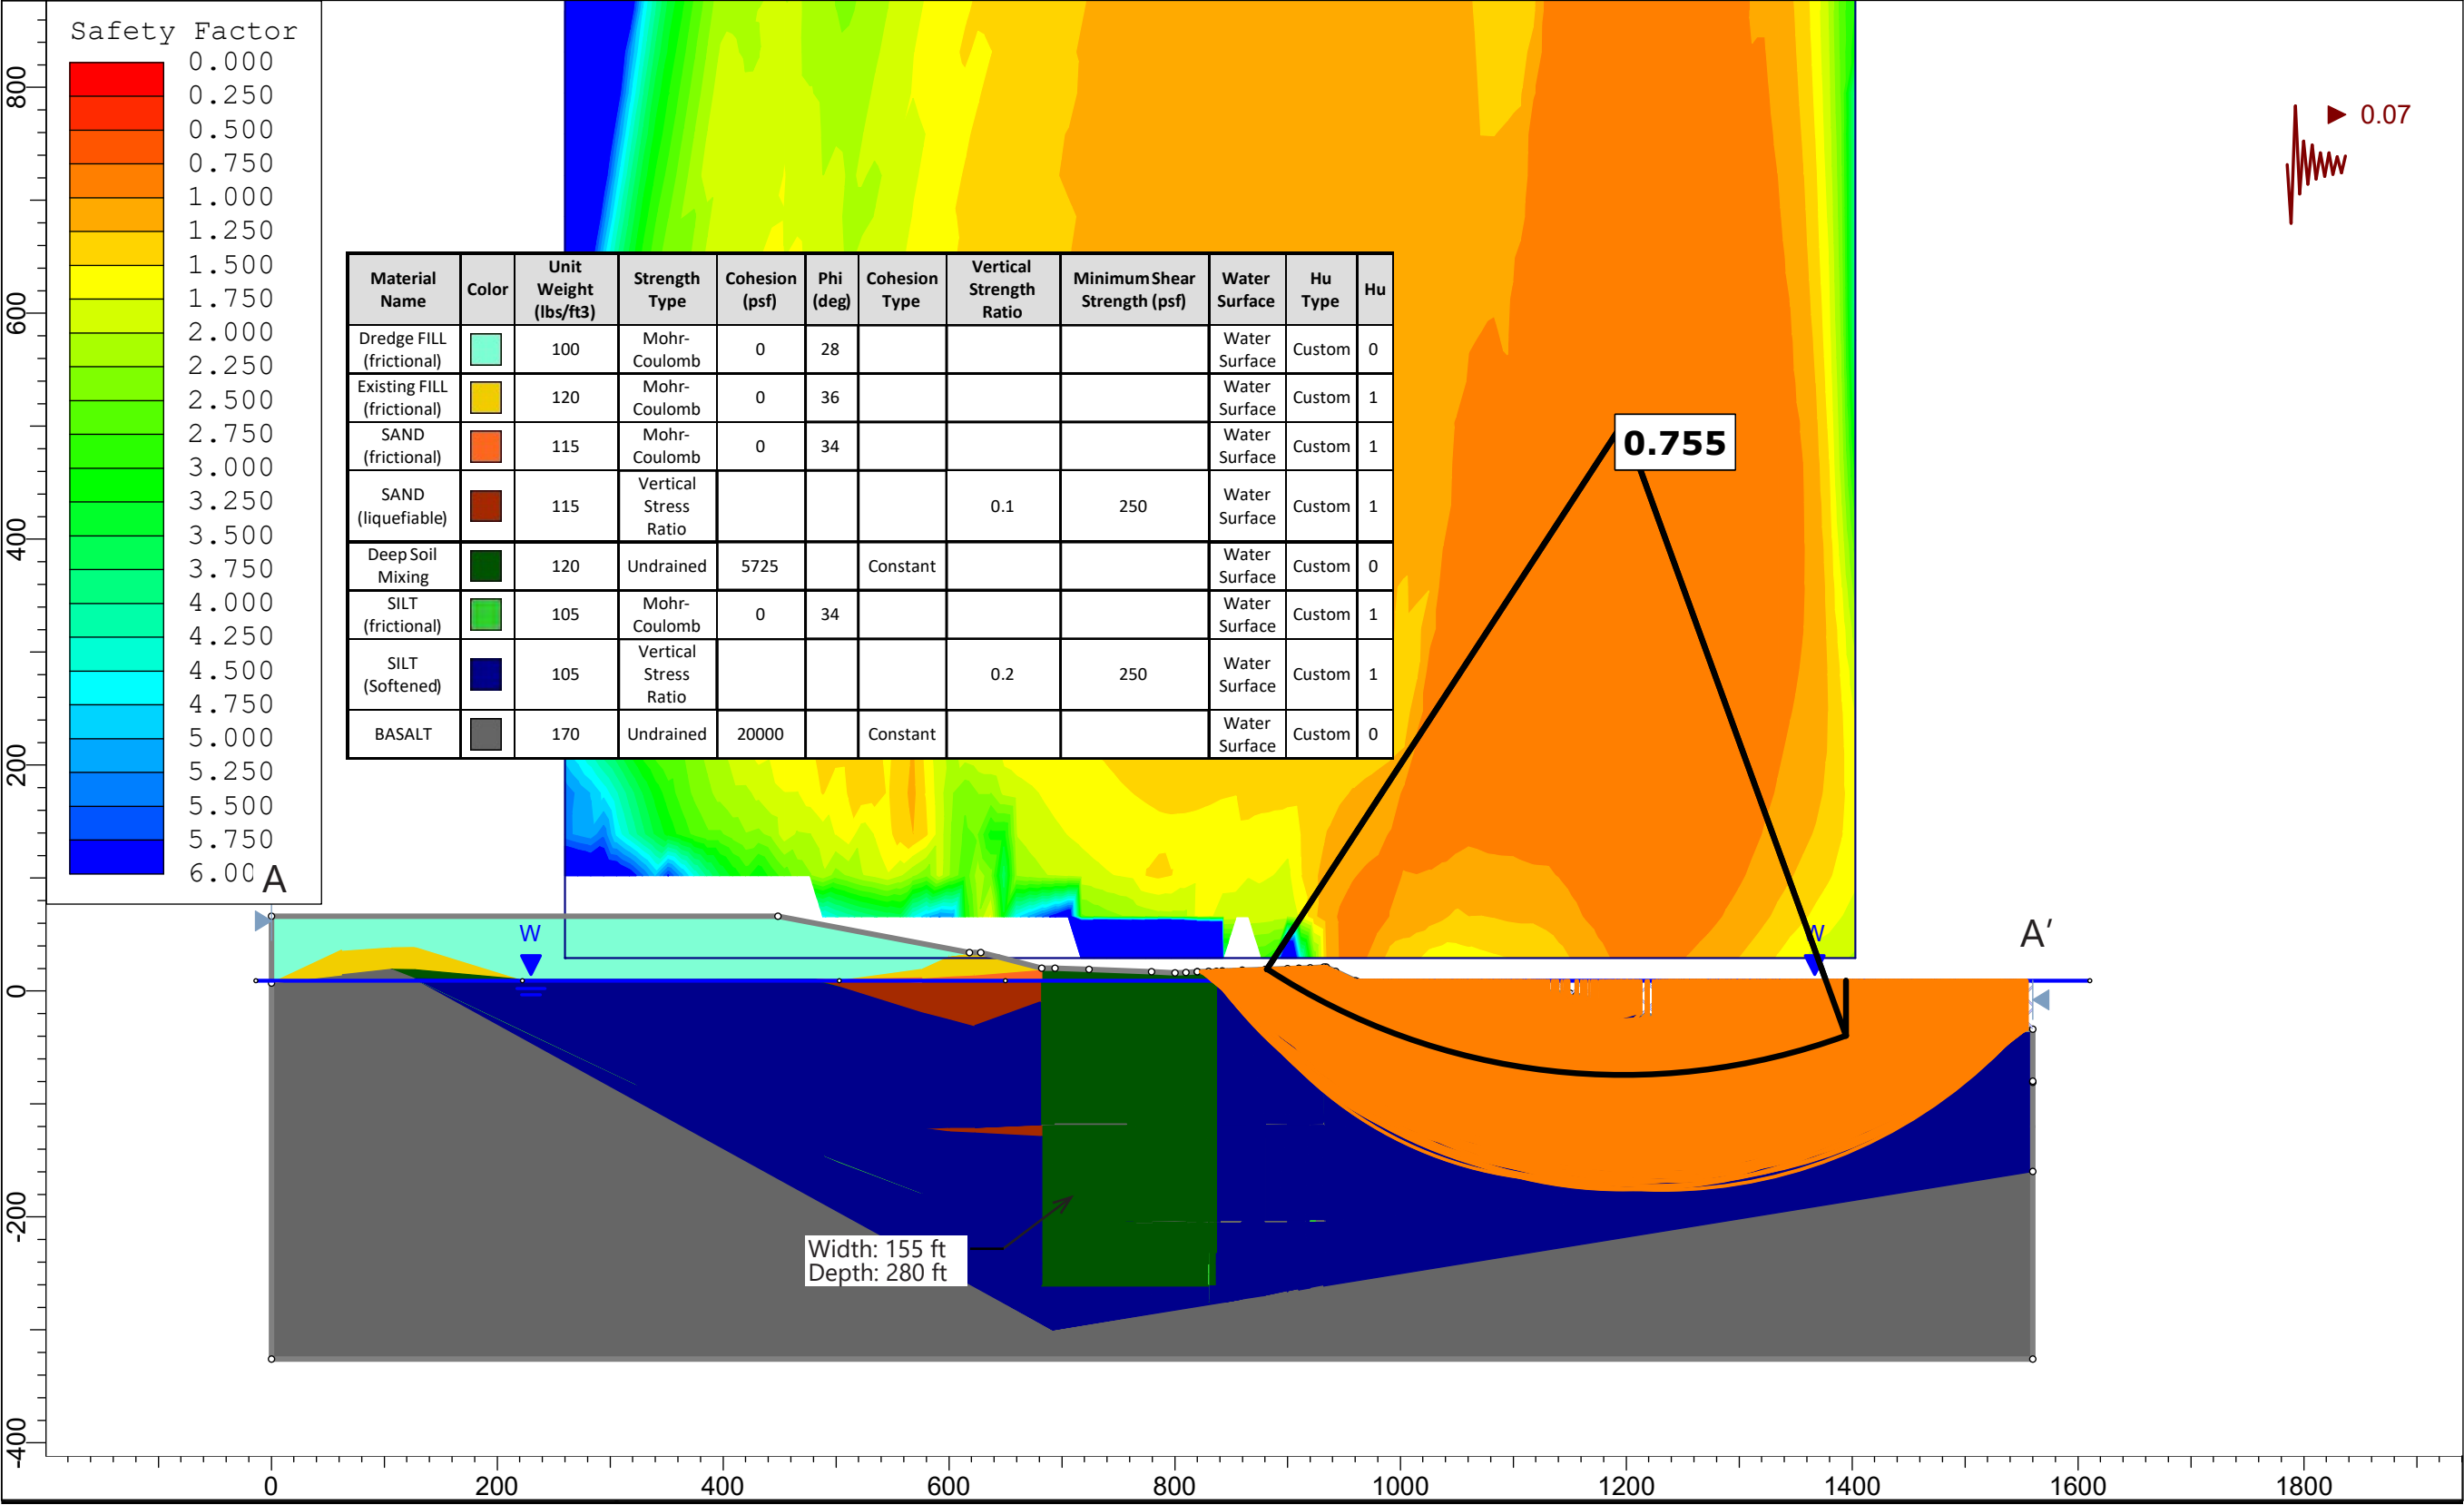 Safety Factor
0.000
0.250
0.500
0.750
1.000
1.250
1.500
1.750
2.000
2.250
2.500
2.750
3.000
3.250
3.500
3.750
4.000
4.250
4.500
4.750
5.000
5.250
5.500
5.750
6.00
A
800
600
400
200
0
-200
-400
0.07
Material Name Color Unit Weight (lbs/ft3) Strength Type Cohesion (psf) Phi (deg) Cohesion Type Vertical Strength Ratio Minimum Shear Strength (psf) Water Surface Hu Type Hu
Dredge FILL (frictional) 100 Mohr-Coulomb 0 28 Water Surface Custom 0
Existing FILL (frictional) 120 Mohr-Coulomb 0 36 Water Surface Custom 1
SAND (frictional) 115 Mohr-Coulomb 0 34 Water Surface Custom 1
SAND (liquefiable) 115 Vertical Stress Ratio 0.1 250 Water Surface Custom 1
Deep Soil Mixing 120 Undrained 5725 Constant Water Surface Custom 0
SILT (frictional) 105 Mohr-Coulomb 0 34 Water Surface Custom 1
SILT (Softened) 105 Vertical Stress Ratio 0.2 250 Water Surface Custom 1
BASALT 170 Undrained 20000 Constant Water Surface Custom 0
0.755
W
W
A′
Width: 155 ft
Depth: 280 ft
0 200 400 600 800 1000 1200 1400 1600 1800